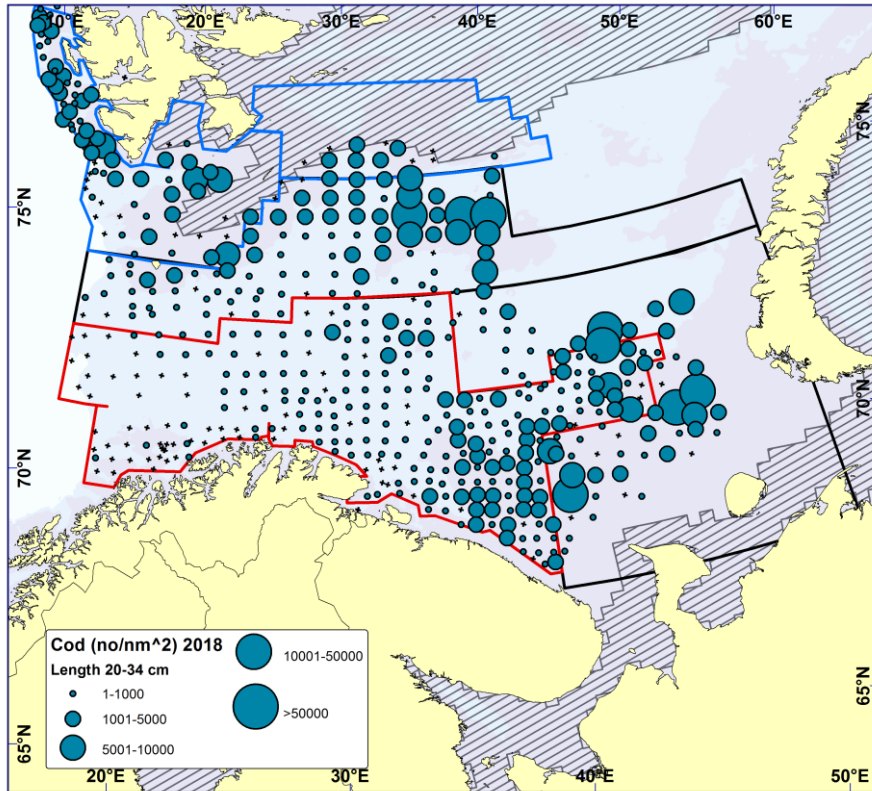 10°E 20°E 30°E 40°E 50°E 60°E
75°N
75°N
70°N
70°N
65°N
65°N
Cod (no/nm^2) 2018
Length 20-34 cm
1-1000
1001-5000
5001-10000
10001-50000
>50000
20°E 30°E 40°E 50°E